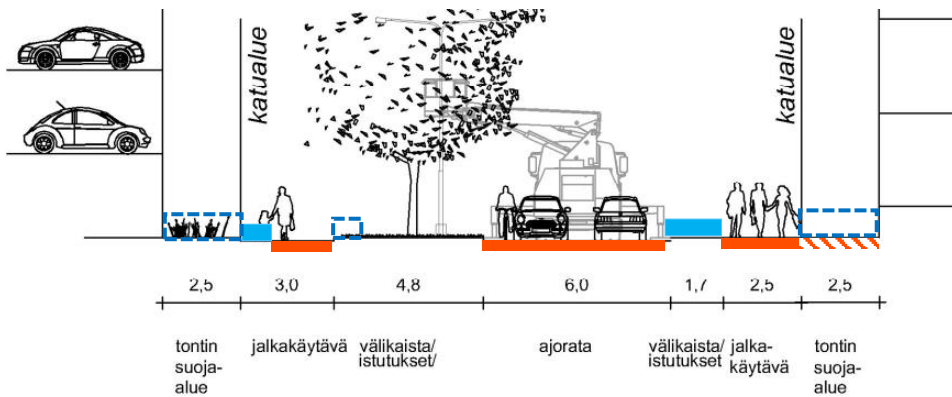 katualue
katualue
2,5 3,0 4,8 6,0 1,7 2,5 2,5
tontin jalkakäytävä välikaista/ ajorata välikaista/ jalka- tontin
suoja- istutukset/ istutukset käytävä suoja-
alue alue